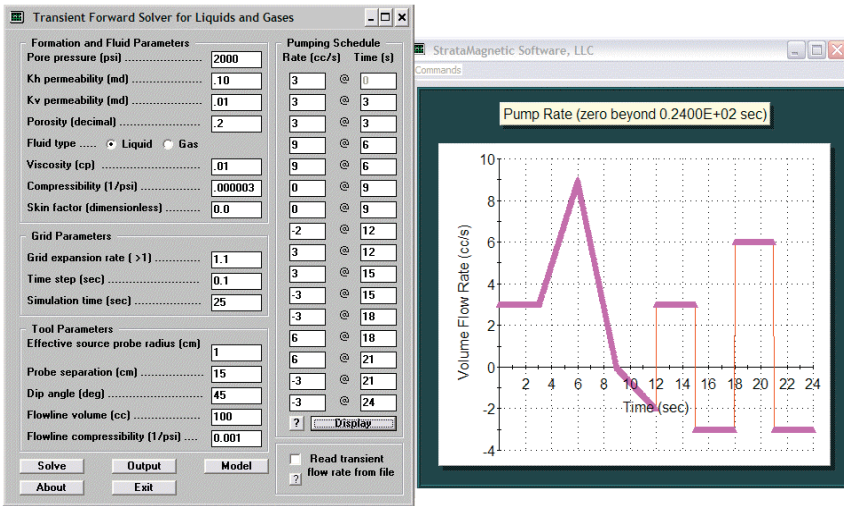 Transient Forward Solver for Liquids and Gases
Formation and Fluid Parameters
Pore pressure (psi) ..................... 2000
Kh permeability (md) ................... .10
Kv permeability (md) ................... .01
Porosity (decimal) ...................... .2
Fluid type ..... Liquid Gas
Viscosity (cp) ........................... .01
Compressibility (1/psi) ................ .000003
Skin factor (dimensionless) .......... 0.0
Grid Parameters
Grid expansion rate ( >1) ............. 1.1
Time step (sec) ......................... 0.1
Simulation time (sec) .................. 25
Tool Parameters
Effective source probe radius (cm)
1
Probe separation (cm) ................. 15
Dip angle (deg) .......................... 45
Flowline volume (cc) ................... 100
Flowline compressibility (1/psi) .... 0.001
Solve Output Model
About Exit
Pumping Schedule
Rate (cc/s) Time (s)
3 @ 0
3 @ 3
3 @ 3
9 @ 6
9 @ 6
0 @ 9
0 @ 9
-2 @ 12
3 @ 12
3 @ 15
-3 @ 15
-3 @ 18
6 @ 18
6 @ 21
-3 @ 21
-3 @ 24
? Display
Read transient
? flow rate from file
StrataMagnetic Software, LLC
Commands
Pump Rate (zero beyond 0.2400E+02 sec)
Volume Flow Rate (cc/s)
10
8
6
4
2
0
-2
-4
2 4 6 8 10 12 14 16 18 20 22 24
Time (sec)